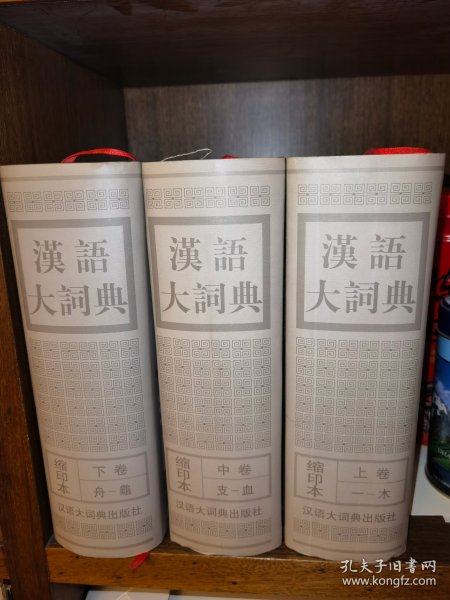 漢語
大詞典
缩印本
下卷
舟—龠
汉语大词典出版社
漢語
大詞典
缩印本
中卷
支—血
汉语大词典出版社
漢語
大詞典
缩印本
上卷
一—木
汉语大词典出版社
孔夫子旧书网
www.kongfz.com